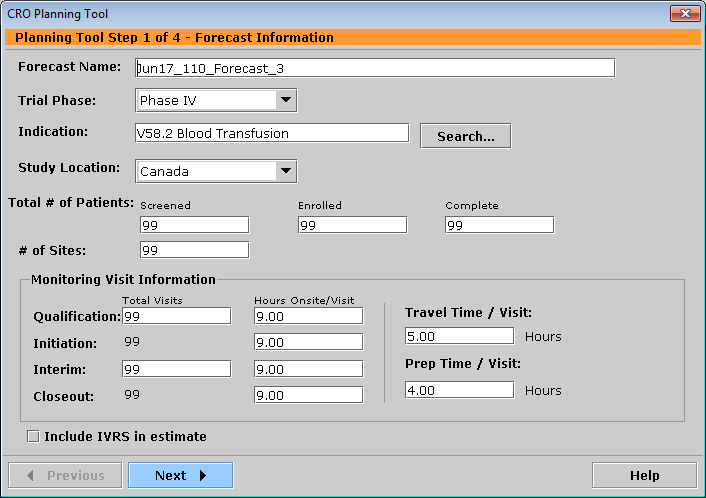 CRO Planning Tool
Planning Tool Step 1 of 4 - Forecast Information
Forecast Name: Jun17_110_Forecast_3
Trial Phase: Phase IV
Indication: V58.2 Blood Transfusion Search...
Study Location: Canada
Total # of Patients: Screened Enrolled Complete
99 99 99
# of Sites: 99
Monitoring Visit Information
Total Visits Hours Onsite/Visit
Qualification: 99 9.00
Initiation: 99 9.00
Interim: 99 9.00
Closeout: 99 9.00
Travel Time / Visit:
5.00 Hours
Prep Time / Visit:
4.00 Hours
Include IVRS in estimate
Previous Next Help